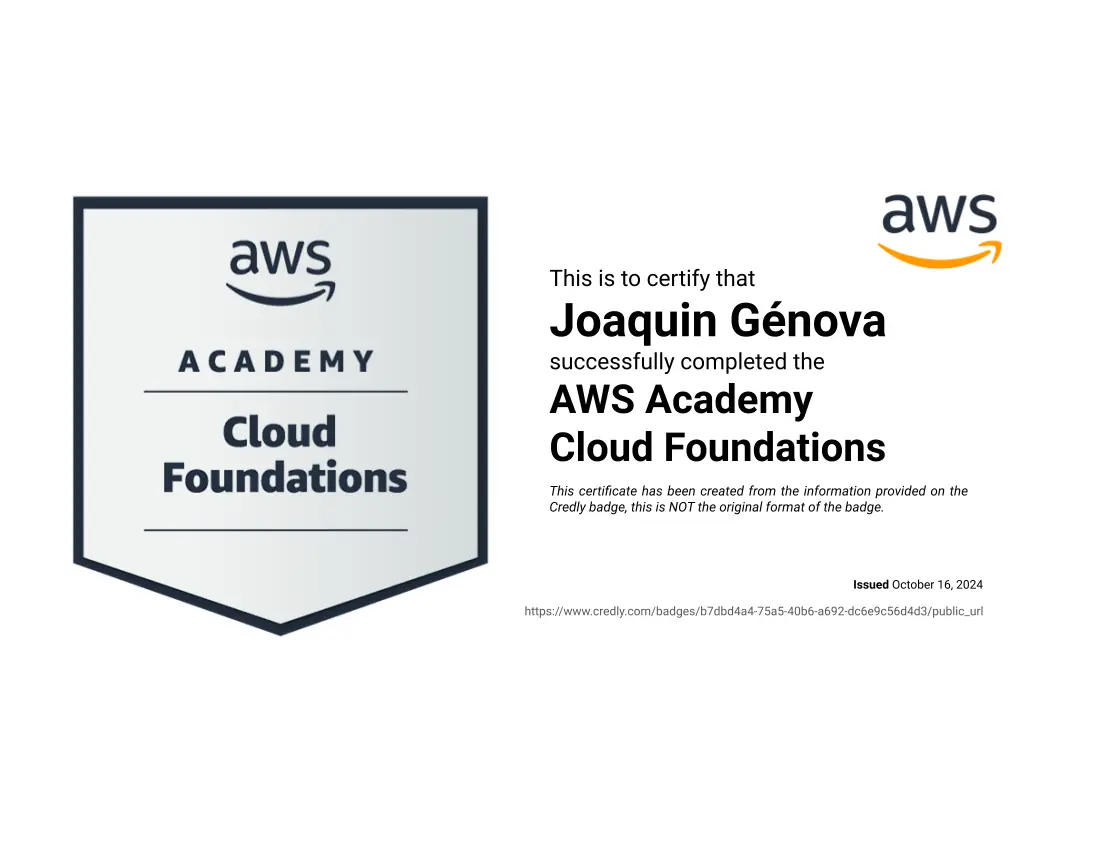 aws
ACADEMY
Cloud
Foundations
aws
This is to certify that
Joaquin Génova
successfully completed the
AWS Academy
Cloud Foundations
This certificate has been created from the information provided on the
Credly badge, this is NOT the original format of the badge.
Issued October 16, 2024
https://www.credly.com/badges/b7dbd4a4-75a5-40b6-a692-dc6e9c56d4d3/public_url